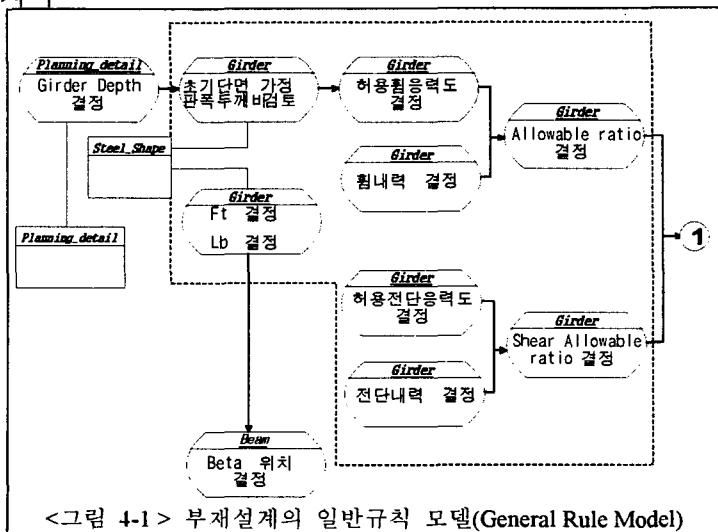 Planning_detail
Girder Depth
결정
Girder
초기단면 가정
판폭두께비검토
Girder
허용휨응력도
결정
Girder
Allowable ratio
결정
Steel_Shape
Girder
휨내력 결정
Girder
Ft 결정
Lb 결정
Planning_detail
1
Girder
허용전단응력도
결정
Girder
Shear Allowable
ratio 결정
Girder
전단내력 결정
Beam
Beta 위치
결정
<그림 4-1> 부재설계의 일반규칙 모델(General Rule Model)